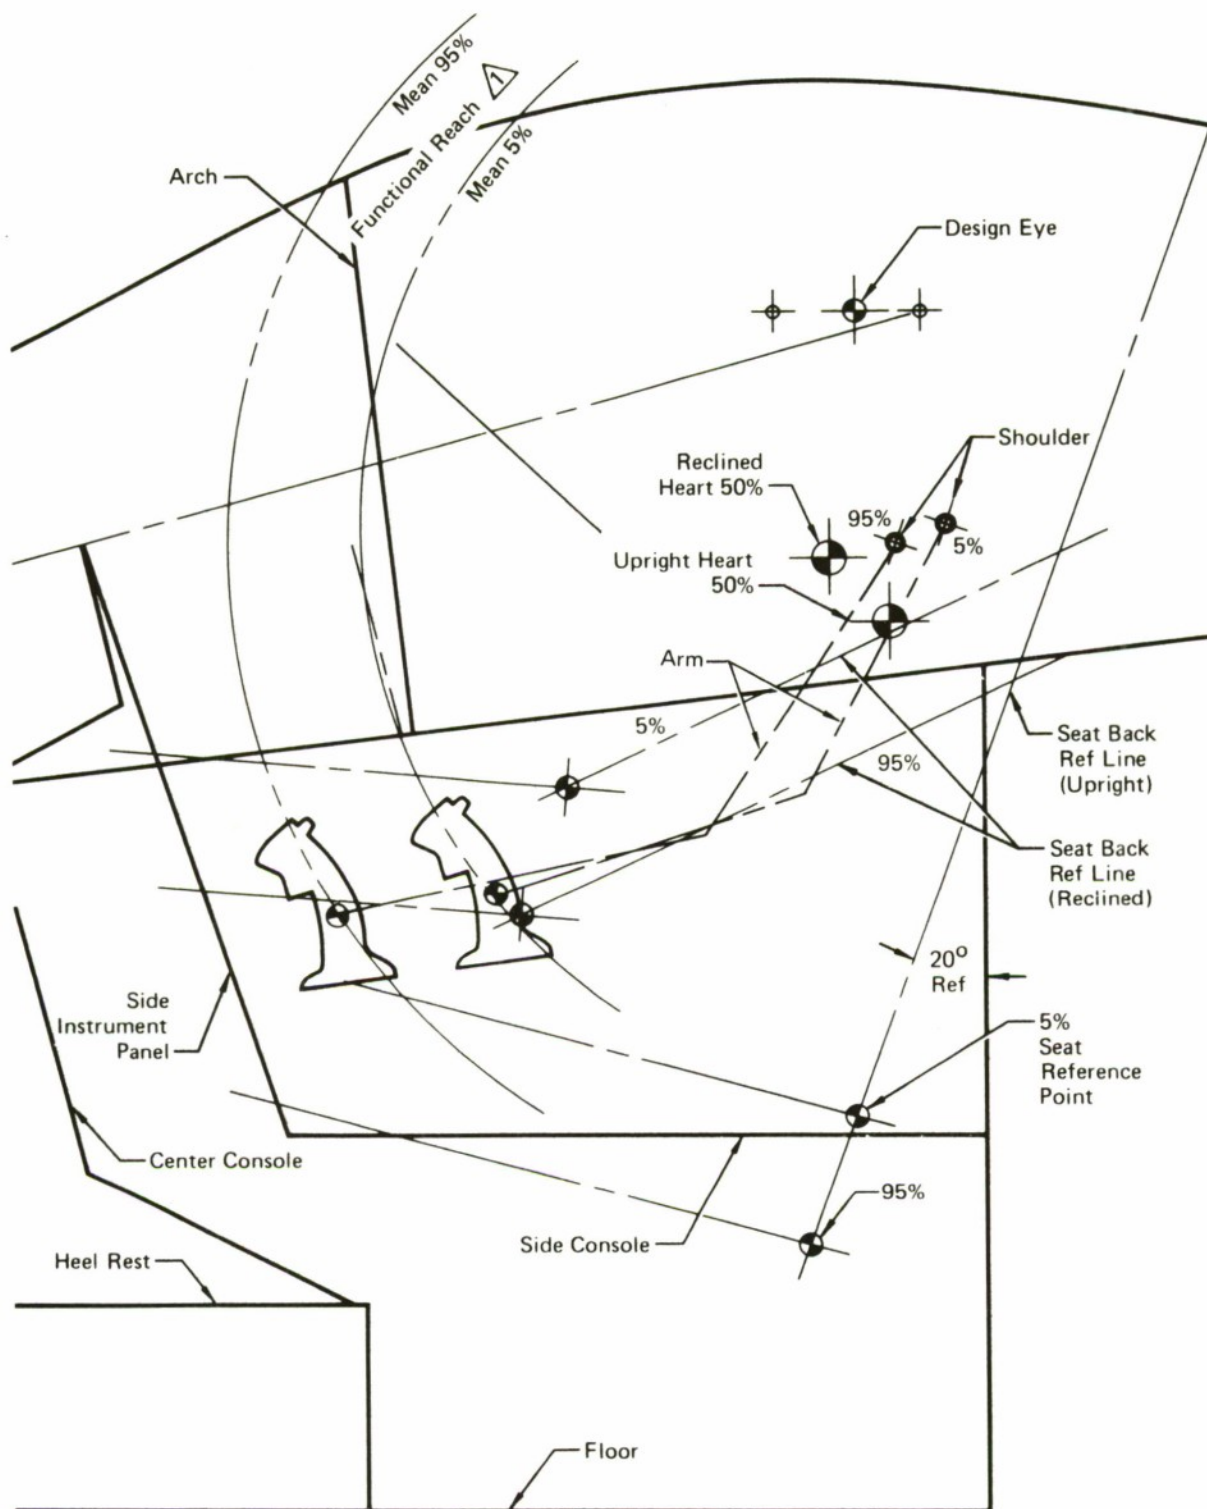 Mean 95%
Functional Reach 1
Mean 5%
Arch
Design Eye
Shoulder
Reclined
Heart 50%
95%
5%
Upright Heart
50%
Arm
5%
95%
Seat Back
Ref Line
(Upright)
Seat Back
Ref Line
(Reclined)
20°
Ref
Side
Instrument
Panel
5%
Seat
Reference
Point
Center Console
95%
Side Console
Heel Rest
Floor